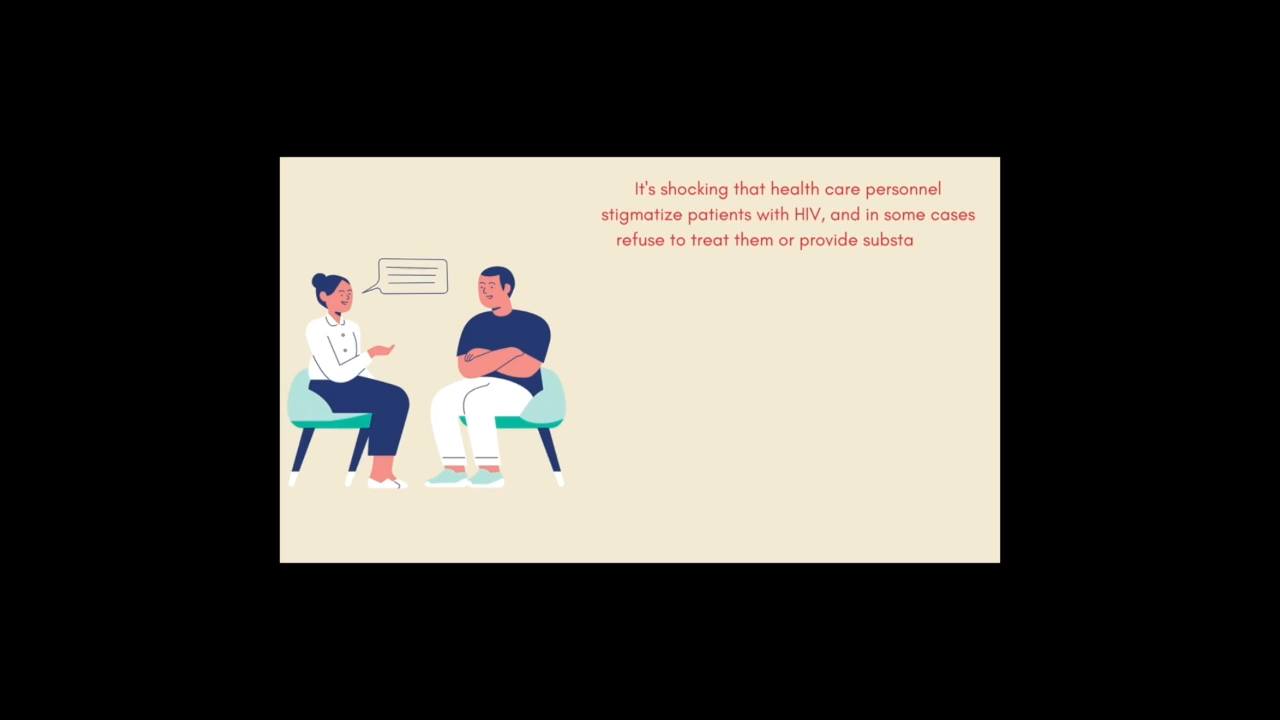 It's shocking that health care personnel
stigmatize patients with HIV, and in some cases
refuse to treat them or provide substa